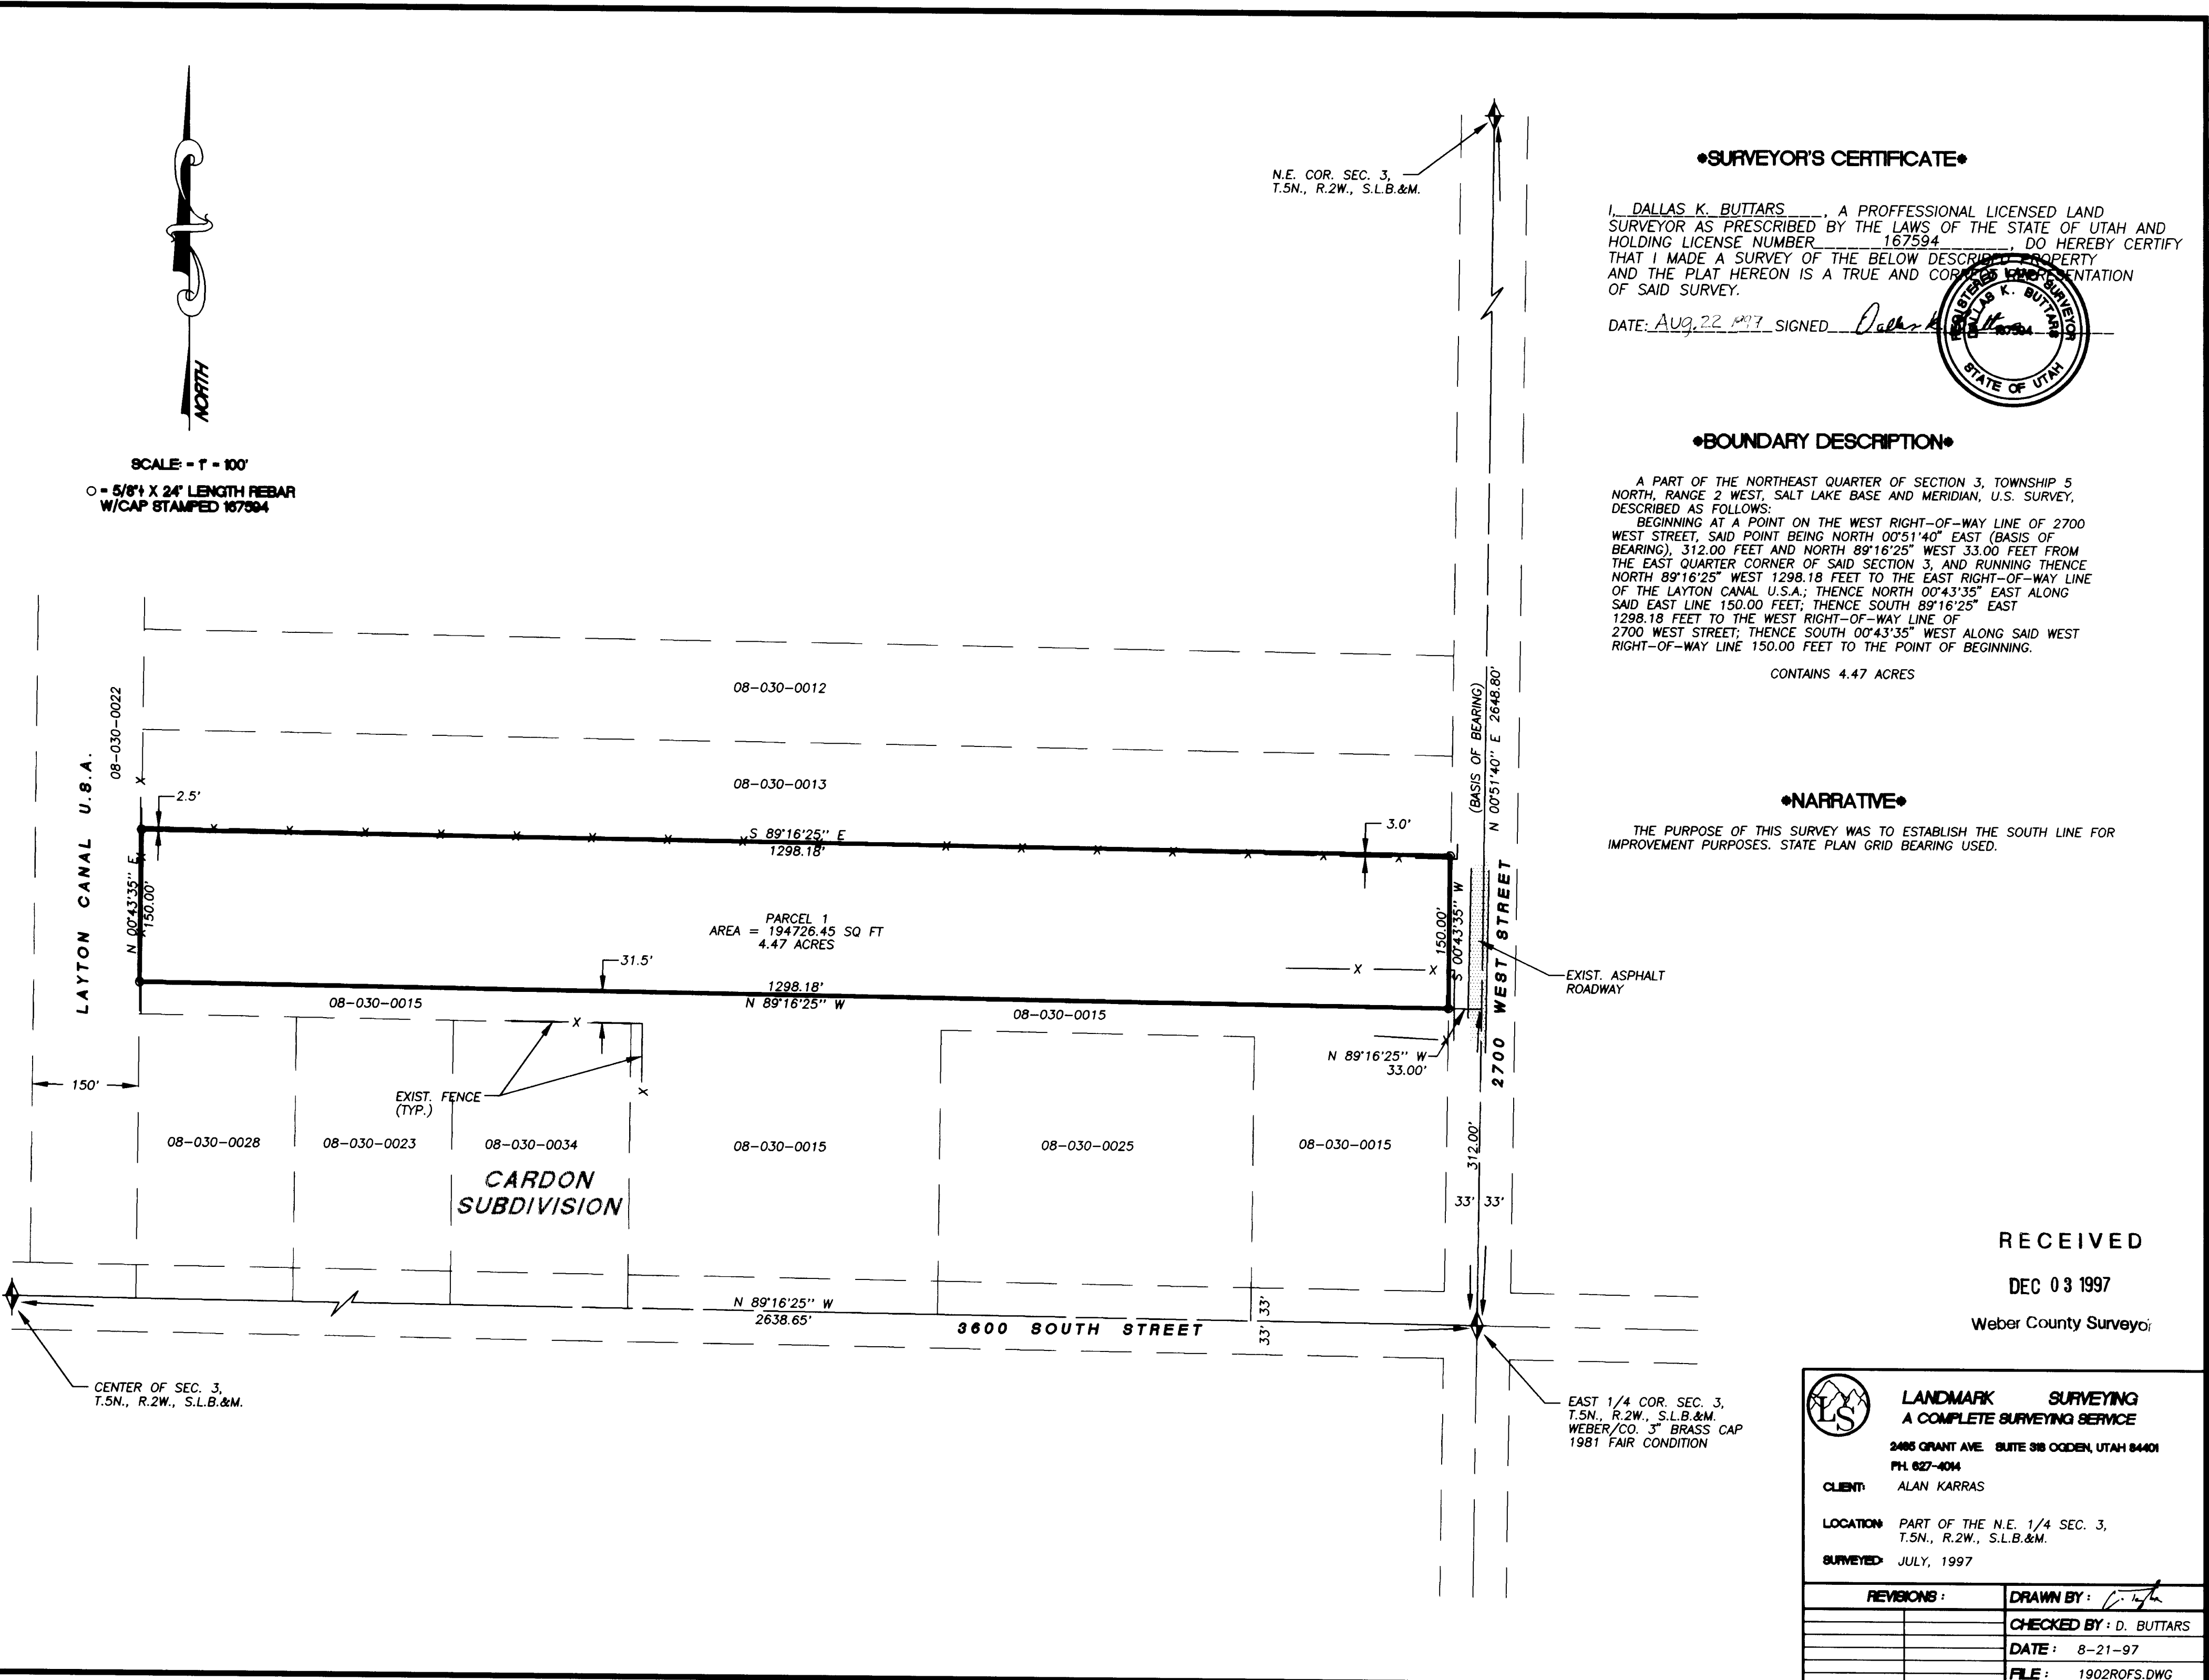 NORTH
SCALE: = 1" = 100'
○ = 5/8"ϕ X 24" LENGTH REBAR
W/CAP STAMPED 167594
N.E. COR. SEC. 3,
T.5N., R.2W., S.L.B.&M.
*SURVEYOR'S CERTIFICATE*
I, DALLAS K. BUTTARS, A PROFFESSIONAL LICENSED LAND
SURVEYOR AS PRESCRIBED BY THE LAWS OF THE STATE OF UTAH AND
HOLDING LICENSE NUMBER 167594, DO HEREBY CERTIFY
THAT I MADE A SURVEY OF THE BELOW DESCRIBED PROPERTY
AND THE PLAT HEREON IS A TRUE AND CORRECT REPRESENTATION
OF SAID SURVEY.
DATE: Aug. 22 1997 SIGNED Dallas K.
REGISTERED LAND SURVEYOR
DALLAS K. BUTTARS
167594
STATE OF UTAH
*BOUNDARY DESCRIPTION*
A PART OF THE NORTHEAST QUARTER OF SECTION 3, TOWNSHIP 5
NORTH, RANGE 2 WEST, SALT LAKE BASE AND MERIDIAN, U.S. SURVEY,
DESCRIBED AS FOLLOWS:
BEGINNING AT A POINT ON THE WEST RIGHT-OF-WAY LINE OF 2700
WEST STREET, SAID POINT BEING NORTH 00°51'40" EAST (BASIS OF
BEARING), 312.00 FEET AND NORTH 89°16'25" WEST 33.00 FEET FROM
THE EAST QUARTER CORNER OF SAID SECTION 3, AND RUNNING THENCE
NORTH 89°16'25" WEST 1298.18 FEET TO THE EAST RIGHT-OF-WAY LINE
OF THE LAYTON CANAL U.S.A.; THENCE NORTH 00°43'35" EAST ALONG
SAID EAST LINE 150.00 FEET; THENCE SOUTH 89°16'25" EAST
1298.18 FEET TO THE WEST RIGHT-OF-WAY LINE OF
2700 WEST STREET; THENCE SOUTH 00°43'35" WEST ALONG SAID WEST
RIGHT-OF-WAY LINE 150.00 FEET TO THE POINT OF BEGINNING.
CONTAINS 4.47 ACRES
*NARRATIVE*
THE PURPOSE OF THIS SURVEY WAS TO ESTABLISH THE SOUTH LINE FOR
IMPROVEMENT PURPOSES. STATE PLAN GRID BEARING USED.
08-030-0012
08-030-0022
08-030-0013
LAYTON CANAL U.S.A.
2.5'
3.0'
(BASIS OF BEARING)
N 00°51'40" E 2648.80'
S 89°16'25" E
1298.18'
N 00°43'35" E
150.00'
PARCEL 1
AREA = 194726.45 SQ FT
4.47 ACRES
150.00'
S 00°43'35" W
2700 WEST STREET
EXIST. ASPHALT
ROADWAY
31.5'
1298.18'
N 89°16'25" W
08-030-0015
08-030-0015
N 89°16'25" W
33.00'
150'
EXIST. FENCE
(TYP.)
08-030-0028
08-030-0023
08-030-0034
08-030-0015
08-030-0025
08-030-0015
312.00'
CARDON
SUBDIVISION
33' 33'
N 89°16'25" W
2638.65'
3600 SOUTH STREET
33' 33'
CENTER OF SEC. 3,
T.5N., R.2W., S.L.B.&M.
EAST 1/4 COR. SEC. 3,
T.5N., R.2W., S.L.B.&M.
WEBER/CO. 3" BRASS CAP
1981 FAIR CONDITION
RECEIVED
DEC 03 1997
Weber County Surveyor
LS
LANDMARK SURVEYING
A COMPLETE SURVEYING SERVICE
2485 GRANT AVE. SUITE 318 OGDEN, UTAH 84401
PH. 627-4014
CLIENT: ALAN KARRAS
LOCATION: PART OF THE N.E. 1/4 SEC. 3,
T.5N., R.2W., S.L.B.&M.
SURVEYED: JULY, 1997
REVISIONS :
DRAWN BY :
CHECKED BY : D. BUTTARS
DATE : 8-21-97
FILE : 1902ROFS.DWG